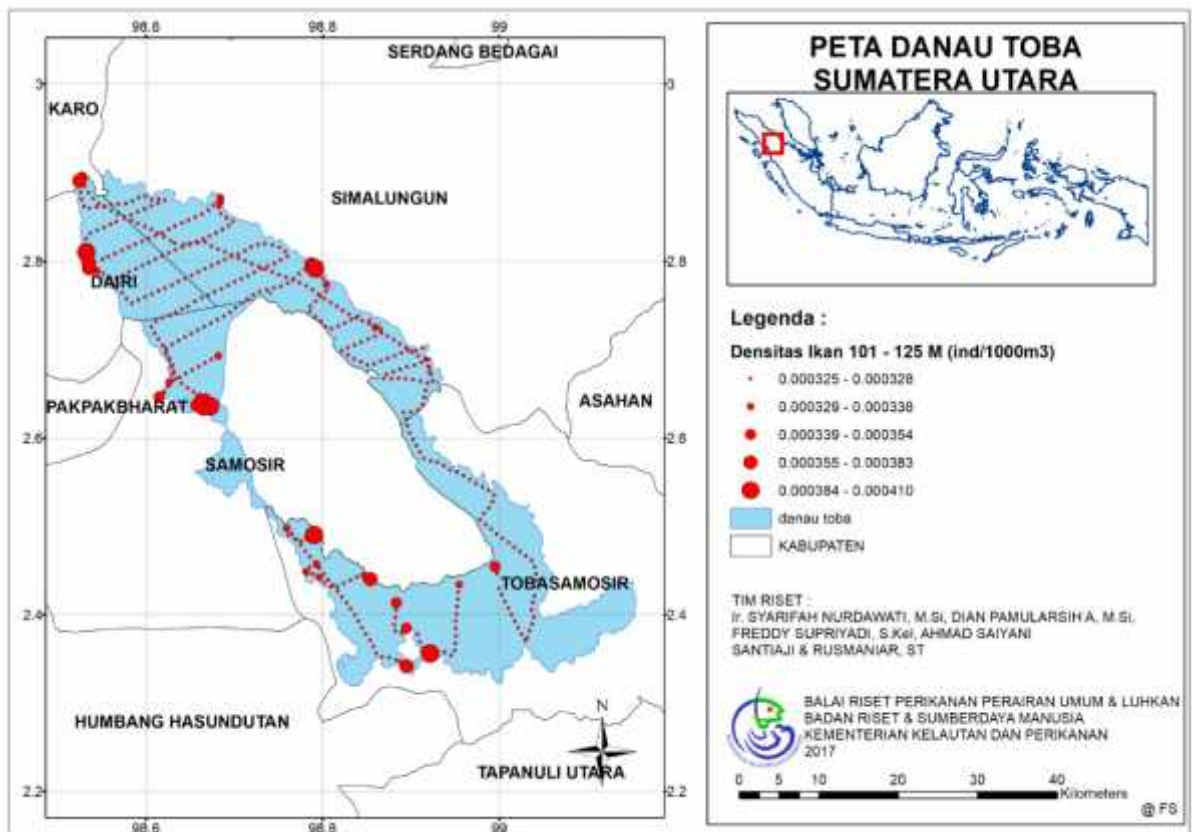 98.6 98.8 99
SERDANG BEDAGAI
3 3
KARO
SIMALUNGUN
2.8 2.8
DAIRI
ASAHAN
PAKPAKBHARAT
2.6 2.6
SAMOSIR
TOBASAMOSIR
2.4 2.4
HUMBANG HASUNDUTAN
N
TAPANULI UTARA
2.2 2.2
98.6 98.8 99
PETA DANAU TOBA
SUMATERA UTARA
Legenda :
Densitas Ikan 101 - 125 M (ind/1000m3)
0.000325 - 0.000328
0.000329 - 0.000338
0.000339 - 0.000354
0.000355 - 0.000383
0.000384 - 0.000410
danau toba
KABUPATEN
TIM RISET :
Ir. SYARIFAH NURDAWATI, M.Si, DIAN PAMULARSIH A, M.Si,
FREDDY SUPRIYADI, S.Kel, AHMAD SAIYANI
SANTIAJI & RUSMANIAR, ST
BALAI RISET PERIKANAN PERAIRAN UMUM & LUHKAN
BADAN RISET & SUMBERDAYA MANUSIA
KEMENTERIAN KELAUTAN DAN PERIKANAN
2017
0 5 10 20 30 40
Kilometers
@ FS